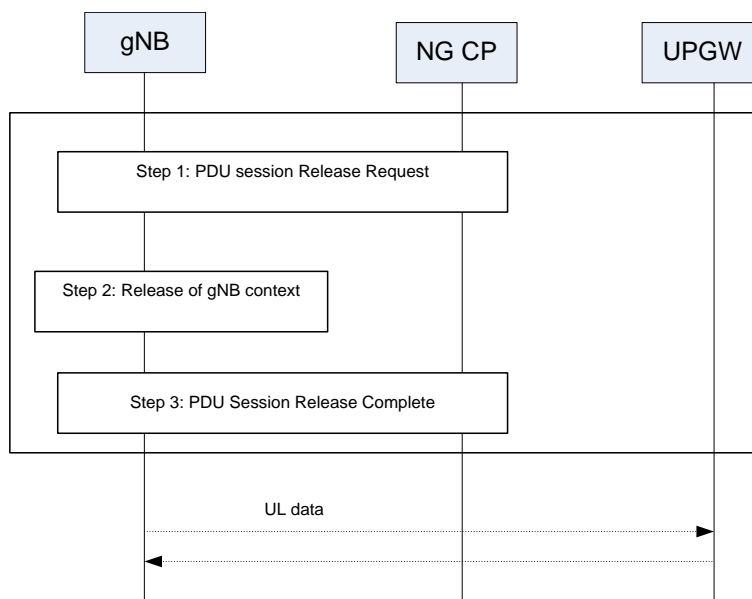 gNB
NG CP
UPGW
Step 1: PDU session Release Request
Step 2: Release of gNB context
Step 3: PDU Session Release Complete
UL data